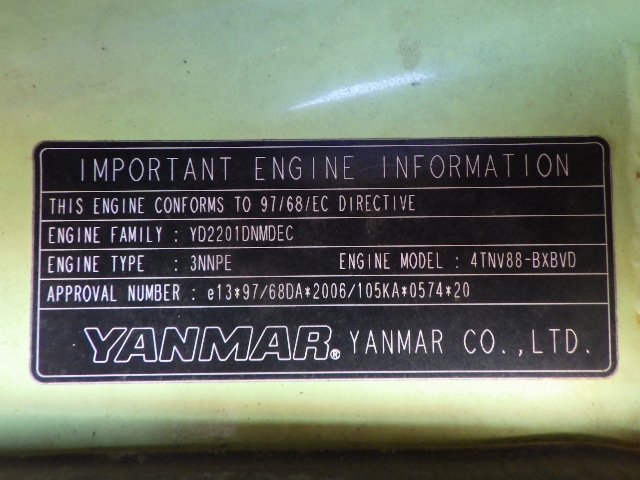 IMPORTANT ENGINE INFORMATION
THIS ENGINE CONFORMS TO 97/68/EC DIRECTIVE
ENGINE FAMILY : YD2201DNMDEC
ENGINE TYPE : 3NNPE ENGINE MODEL : 4TNV88-BXBVD
APPROVAL NUMBER : e13*97/68DA*2006/105KA*0574*20
YANMAR® YANMAR CO.,LTD.